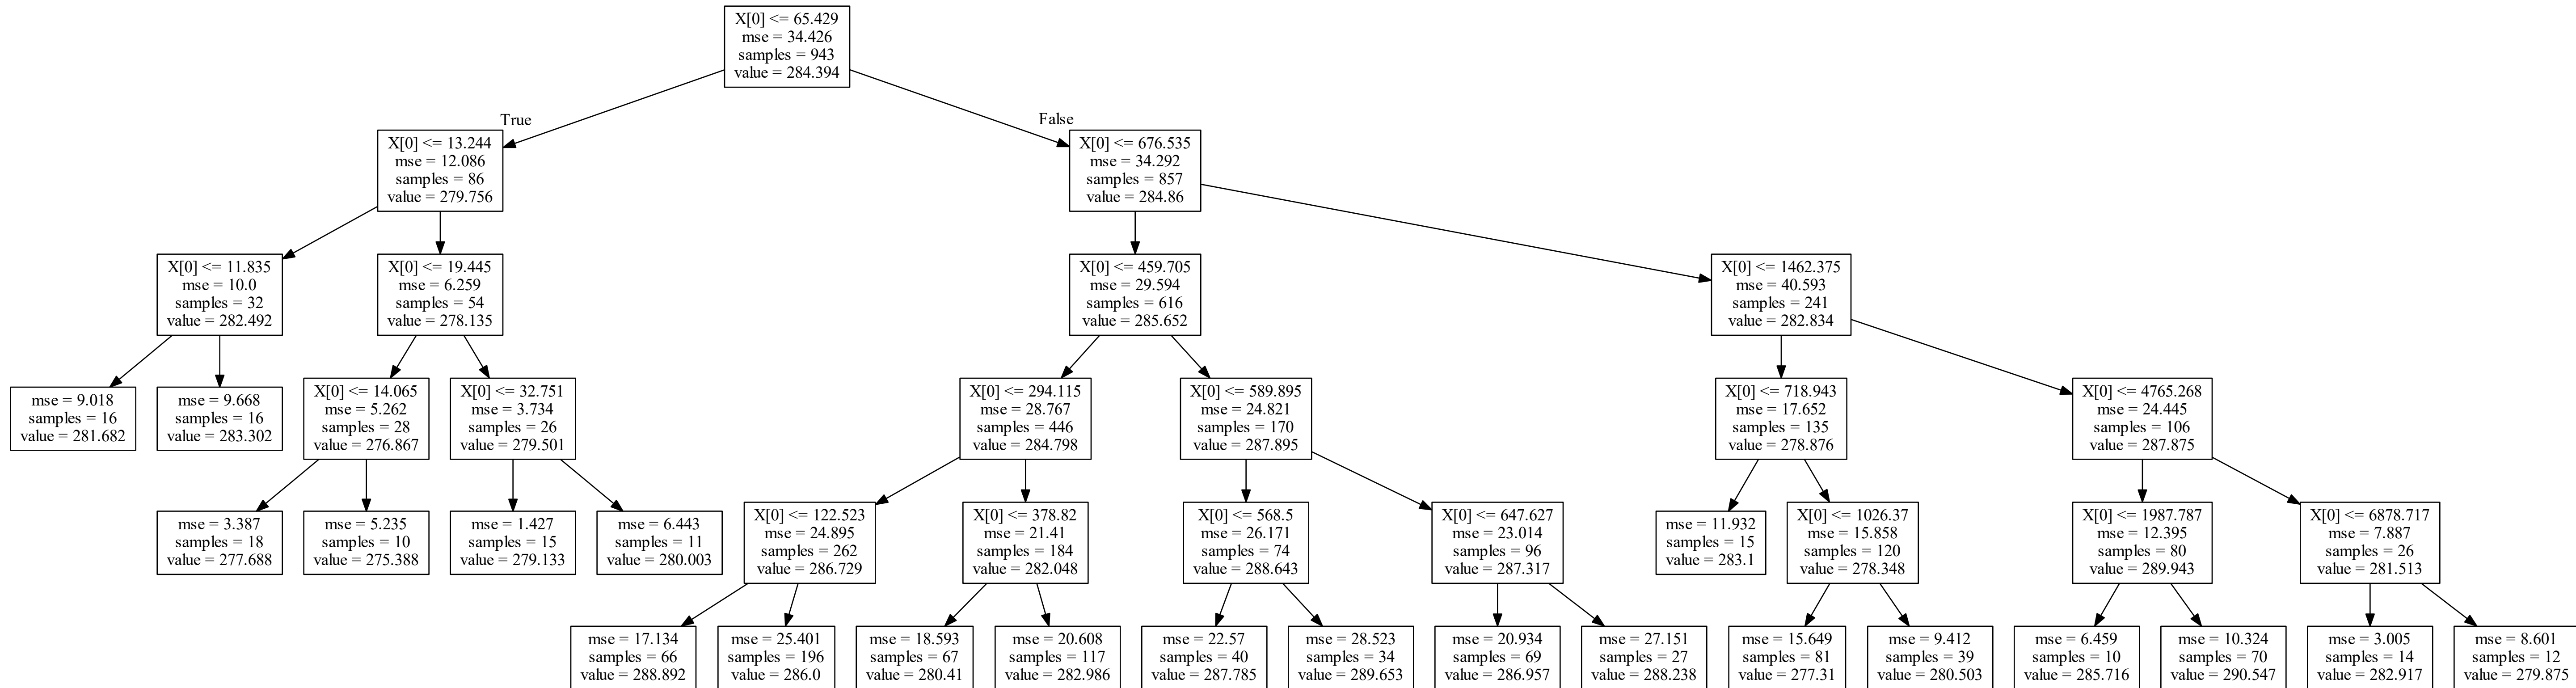 X[0] <= 65.429
mse = 34.426
samples = 943
value = 284.394
True
False
X[0] <= 13.244
mse = 12.086
samples = 86
value = 279.756
X[0] <= 676.535
mse = 34.292
samples = 857
value = 284.86
X[0] <= 11.835
mse = 10.0
samples = 32
value = 282.492
X[0] <= 19.445
mse = 6.259
samples = 54
value = 278.135
X[0] <= 459.705
mse = 29.594
samples = 616
value = 285.652
X[0] <= 1462.375
mse = 40.593
samples = 241
value = 282.834
mse = 9.018
samples = 16
value = 281.682
mse = 9.668
samples = 16
value = 283.302
X[0] <= 14.065
mse = 5.262
samples = 28
value = 276.867
X[0] <= 32.751
mse = 3.734
samples = 26
value = 279.501
X[0] <= 294.115
mse = 28.767
samples = 446
value = 284.798
X[0] <= 589.895
mse = 24.821
samples = 170
value = 287.895
X[0] <= 718.943
mse = 17.652
samples = 135
value = 278.876
X[0] <= 4765.268
mse = 24.445
samples = 106
value = 287.875
mse = 3.387
samples = 18
value = 277.688
mse = 5.235
samples = 10
value = 275.388
mse = 1.427
samples = 15
value = 279.133
mse = 6.443
samples = 11
value = 280.003
X[0] <= 122.523
mse = 24.895
samples = 262
value = 286.729
X[0] <= 378.82
mse = 21.41
samples = 184
value = 282.048
X[0] <= 568.5
mse = 26.171
samples = 74
value = 288.643
X[0] <= 647.627
mse = 23.014
samples = 96
value = 287.317
mse = 11.932
samples = 15
value = 283.1
X[0] <= 1026.37
mse = 15.858
samples = 120
value = 278.348
X[0] <= 1987.787
mse = 12.395
samples = 80
value = 289.943
X[0] <= 6878.717
mse = 7.887
samples = 26
value = 281.513
mse = 17.134
samples = 66
value = 288.892
mse = 25.401
samples = 196
value = 286.0
mse = 18.593
samples = 67
value = 280.41
mse = 20.608
samples = 117
value = 282.986
mse = 22.57
samples = 40
value = 287.785
mse = 28.523
samples = 34
value = 289.653
mse = 20.934
samples = 69
value = 286.957
mse = 27.151
samples = 27
value = 288.238
mse = 15.649
samples = 81
value = 277.31
mse = 9.412
samples = 39
value = 280.503
mse = 6.459
samples = 10
value = 285.716
mse = 10.324
samples = 70
value = 290.547
mse = 3.005
samples = 14
value = 282.917
mse = 8.601
samples = 12
value = 279.875